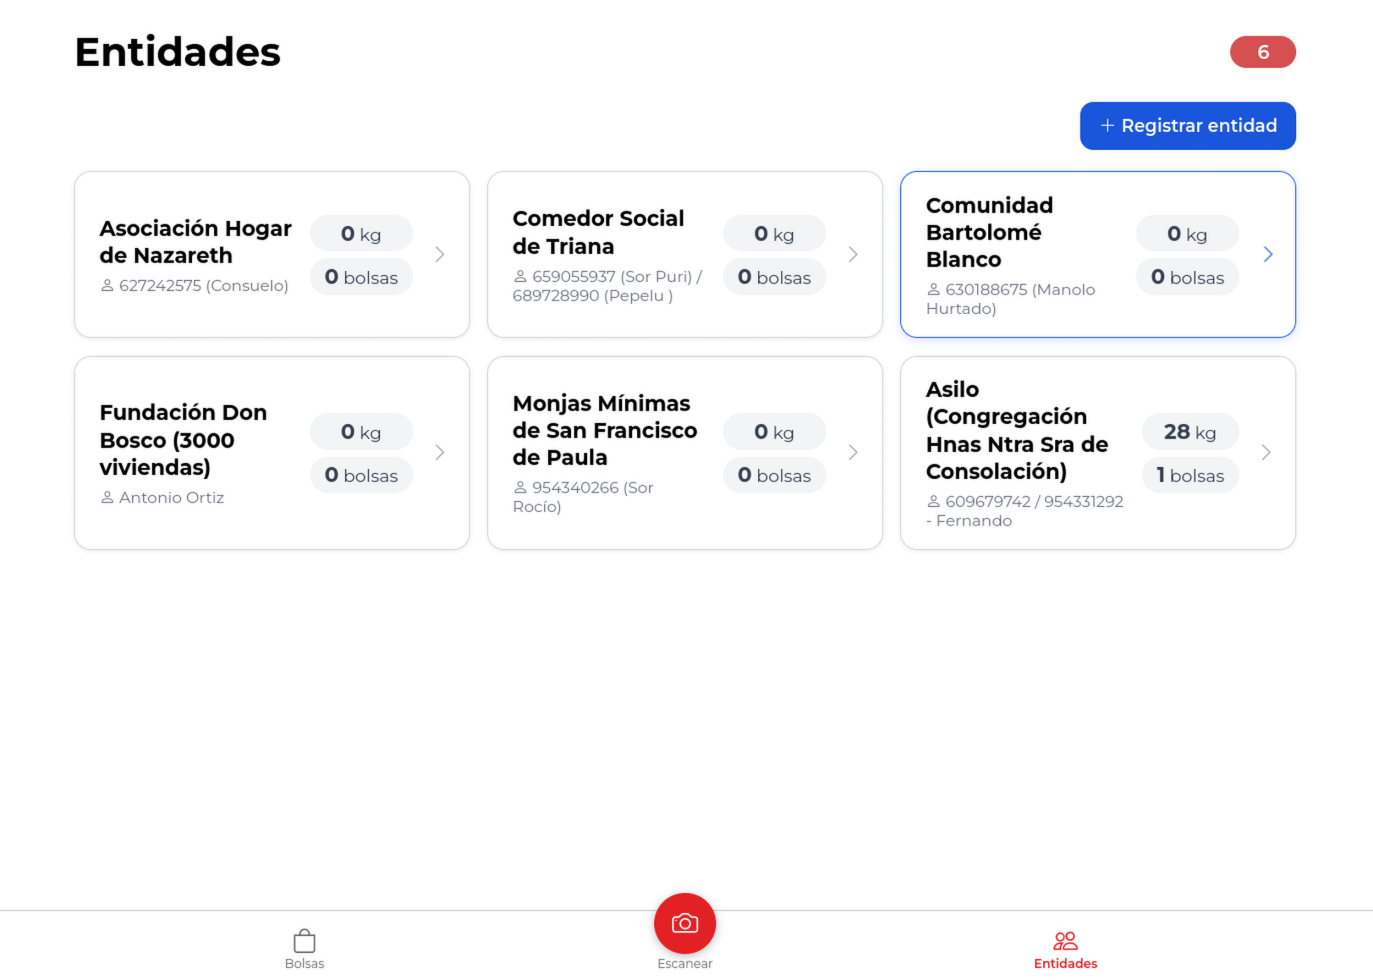 Entidades
6
+ Registrar entidad
Asociación Hogar
de Nazareth
627242575 (Consuelo)
0 kg
0 bolsas
Comedor Social
de Triana
659055937 (Sor Puri) /
689728990 (Pepelu )
0 kg
0 bolsas
Comunidad
Bartolomé
Blanco
630188675 (Manolo
Hurtado)
0 kg
0 bolsas
Fundación Don
Bosco (3000
viviendas)
Antonio Ortiz
0 kg
0 bolsas
Monjas Mínimas
de San Francisco
de Paula
954340266 (Sor
Rocío)
0 kg
0 bolsas
Asilo
(Congregación
Hnas Ntra Sra de
Consolación)
609679742 / 954331292
- Fernando
28 kg
1 bolsas
Bolsas
Escanear
Entidades